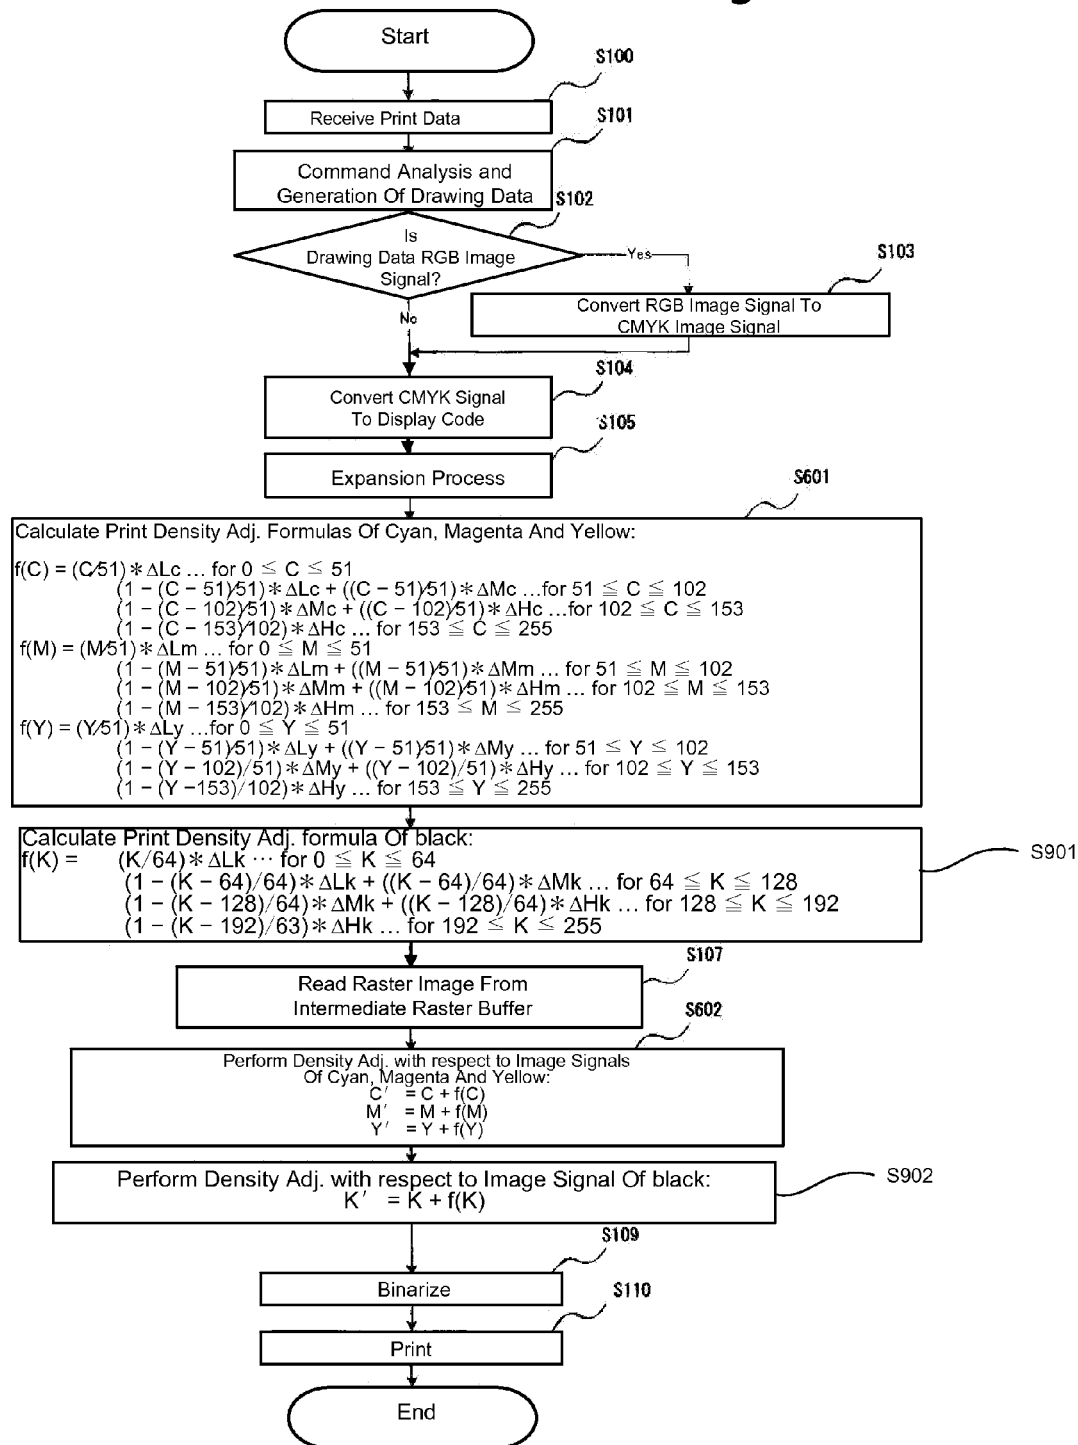 Start
S100
Receive Print Data
S101
Command Analysis and
Generation Of Drawing Data
S102
Is
Drawing Data RGB Image
Signal?
Yes
S103
Convert RGB Image Signal To
CMYK Image Signal
No
S104
Convert CMYK Signal
To Display Code
S105
Expansion Process
S601
Calculate Print Density Adj. Formulas Of Cyan, Magenta And Yellow:
f(C) = (C/51)*ΔLc ... for 0 ≦ C ≦ 51
(1 − (C − 51)/51)*ΔLc + ((C − 51)/51)*ΔMc ...for 51 ≦ C ≦ 102
(1 − (C − 102)/51)*ΔMc + ((C − 102)/51)*ΔHc ...for 102 ≦ C ≦ 153
(1 − (C − 153)/102)*ΔHc ... for 153 ≦ C ≦ 255
f(M) = (M/51)*ΔLm ... for 0 ≦ M ≦ 51
(1 − (M − 51)/51)*ΔLm + ((M − 51)/51)*ΔMm ... for 51 ≦ M ≦ 102
(1 − (M − 102)/51)*ΔMm + ((M − 102)/51)*ΔHm ... for 102 ≦ M ≦ 153
(1 − (M − 153)/102)*ΔHm ... for 153 ≦ M ≦ 255
f(Y) = (Y/51)*ΔLy ...for 0 ≦ Y ≦ 51
(1 − (Y − 51)/51)*ΔLy + ((Y − 51)/51)*ΔMy ... for 51 ≦ Y ≦ 102
(1 − (Y − 102)/51)*ΔMy + ((Y − 102)/51)*ΔHy ... for 102 ≦ Y ≦ 153
(1 − (Y −153)/102)*ΔHy ... for 153 ≦ Y ≦ 255
Calculate Print Density Adj. formula Of black:
f(K) = (K/64)*ΔLk ··· for 0 ≦ K ≦ 64
(1 − (K − 64)/64)*ΔLk + ((K − 64)/64)*ΔMk ... for 64 ≦ K ≦ 128
(1 − (K − 128)/64)*ΔMk + ((K − 128)/64)*ΔHk ... for 128 ≦ K ≦ 192
(1 − (K − 192)/63)*ΔHk ... for 192 ≦ K ≦ 255
S901
S107
Read Raster Image From
Intermediate Raster Buffer
S602
Perform Density Adj. with respect to Image Signals
Of Cyan, Magenta And Yellow:
C′ = C + f(C)
M′ = M + f(M)
Y′ = Y + f(Y)
Perform Density Adj. with respect to Image Signal Of black:
K′ = K + f(K)
S902
S109
Binarize
S110
Print
End